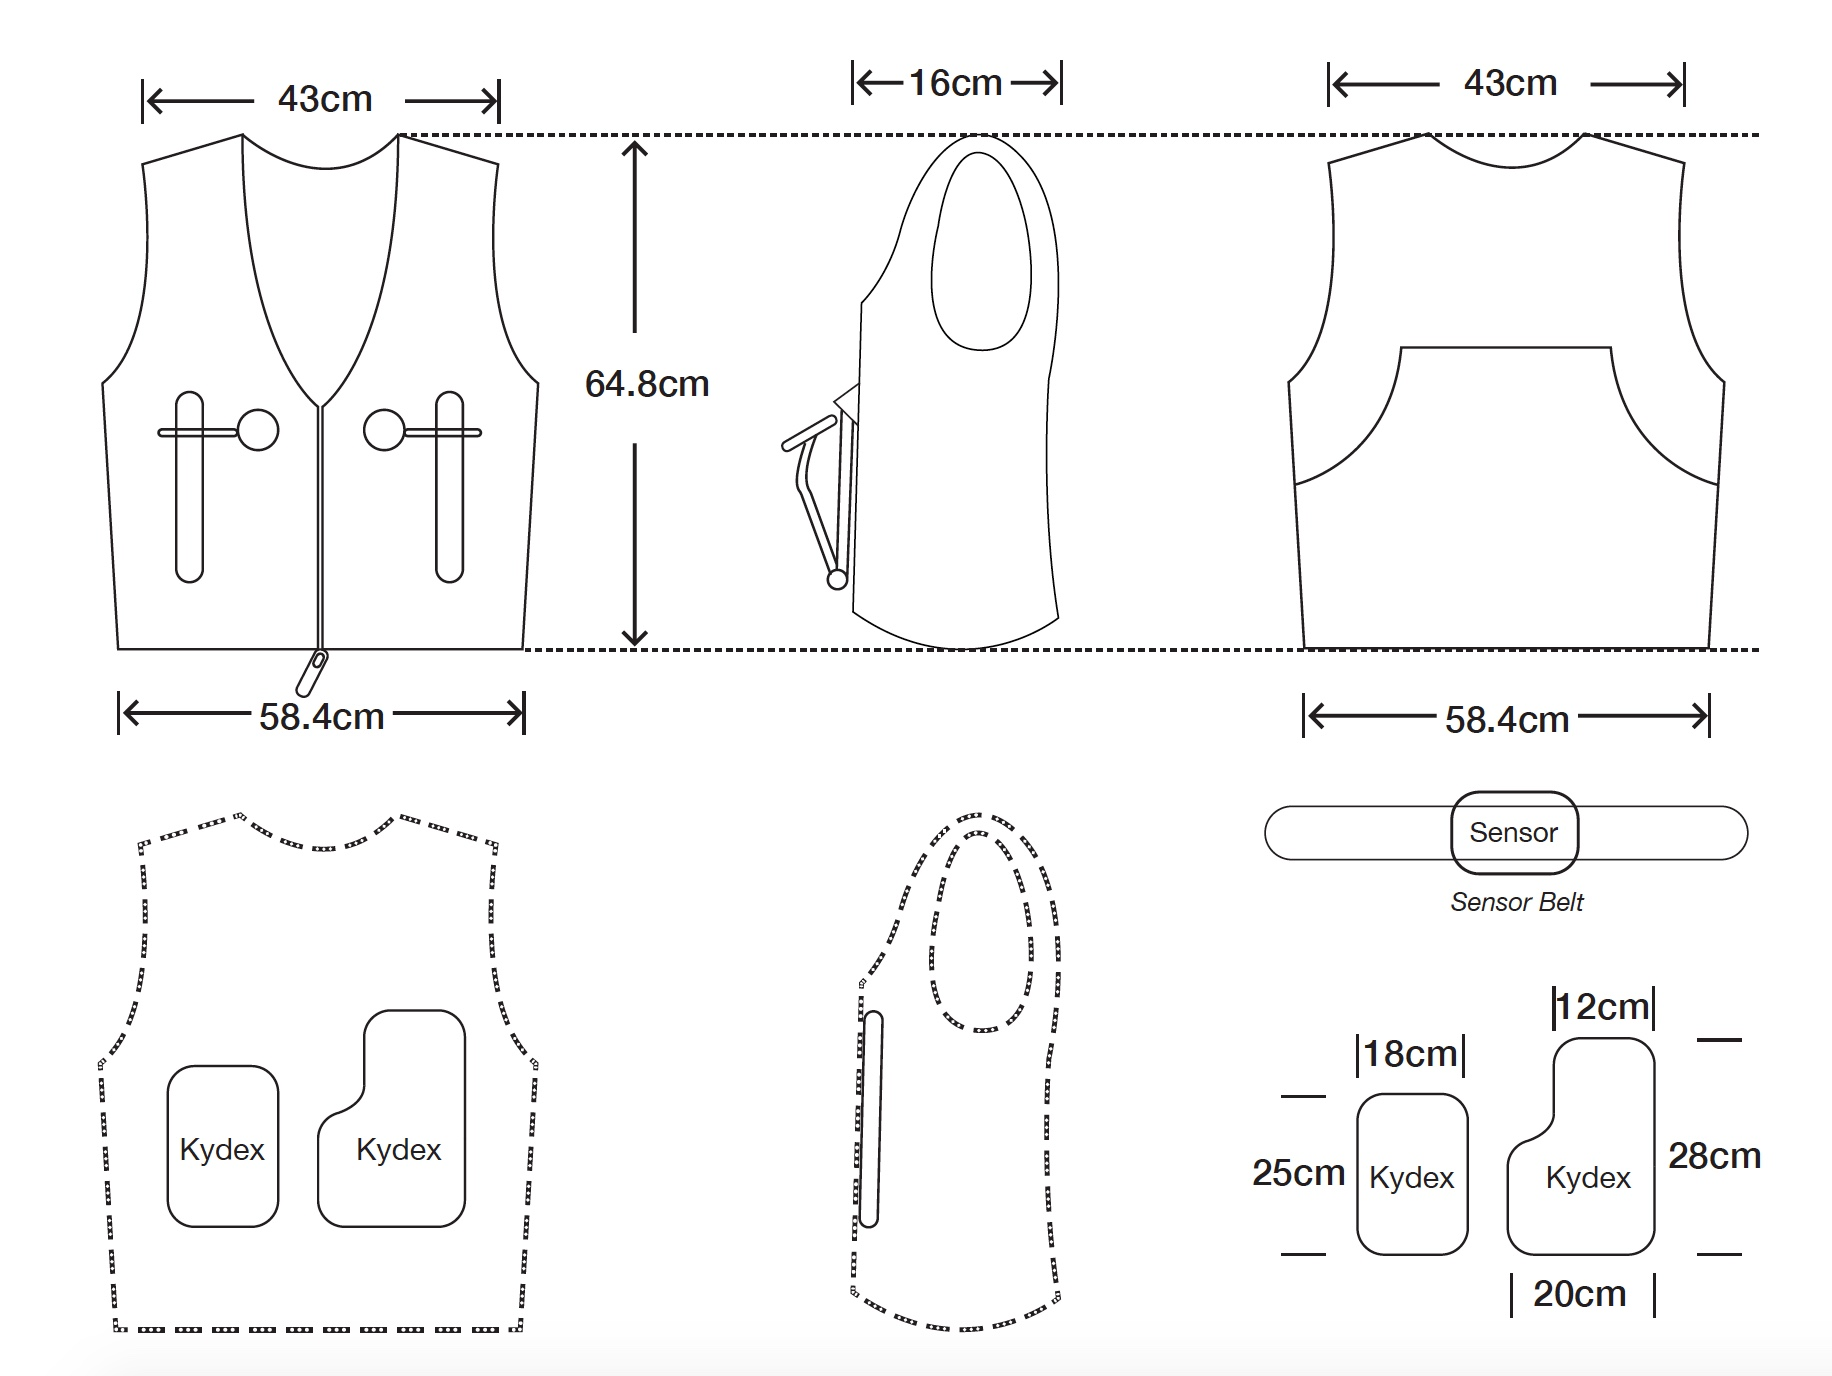 43cm
16cm
43cm
64.8cm
58.4cm
58.4cm
Sensor
Sensor Belt
Kydex
Kydex
12cm
18cm
25cm
Kydex
Kydex
28cm
20cm